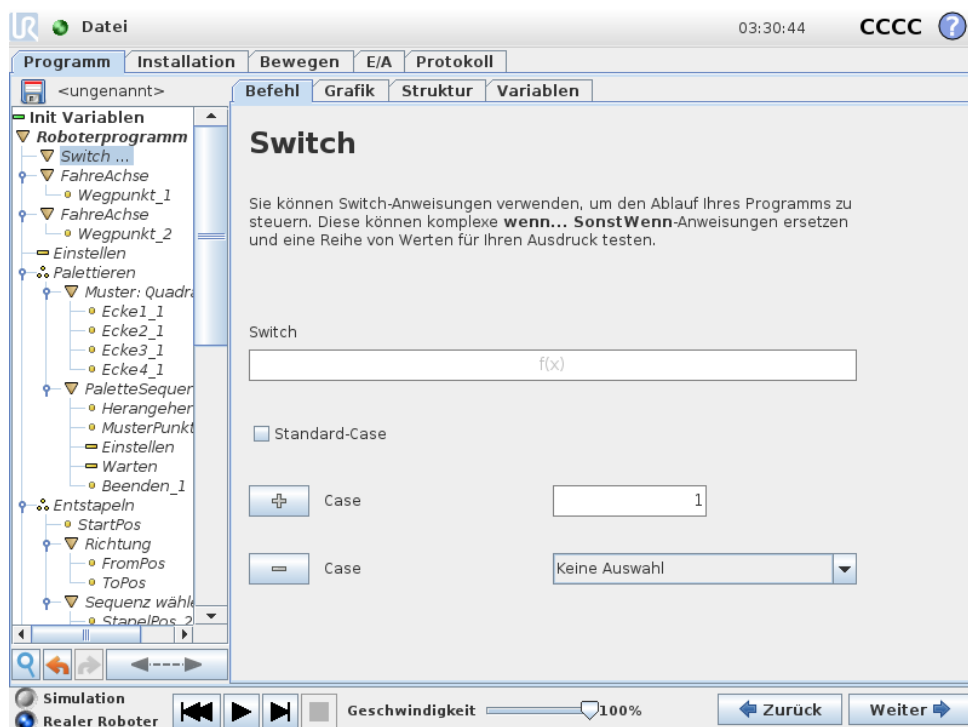 UR Datei 03:30:44 CCCC ?
Programm Installation Bewegen E/A Protokoll
<ungenannt> Befehl Grafik Struktur Variablen
Init Variablen
Roboterprogramm
Switch ...
FahreAchse
Wegpunkt_1
FahreAchse
Wegpunkt_2
Einstellen
Palettieren
Muster: Quadra
Ecke1_1
Ecke2_1
Ecke3_1
Ecke4_1
PaletteSequen
Herangehen
MusterPunkt
Einstellen
Warten
Beenden_1
Entstapeln
StartPos
Richtung
FromPos
ToPos
Sequenz wähle
StapelPos_2
Switch
Sie können Switch-Anweisungen verwenden, um den Ablauf Ihres Programms zu
steuern. Diese können komplexe wenn... SonstWenn-Anweisungen ersetzen
und eine Reihe von Werten für Ihren Ausdruck testen.
Switch
f(x)
Standard-Case
Case 1
Case Keine Auswahl
Simulation
Realer Roboter
Geschwindigkeit 100% Zurück Weiter